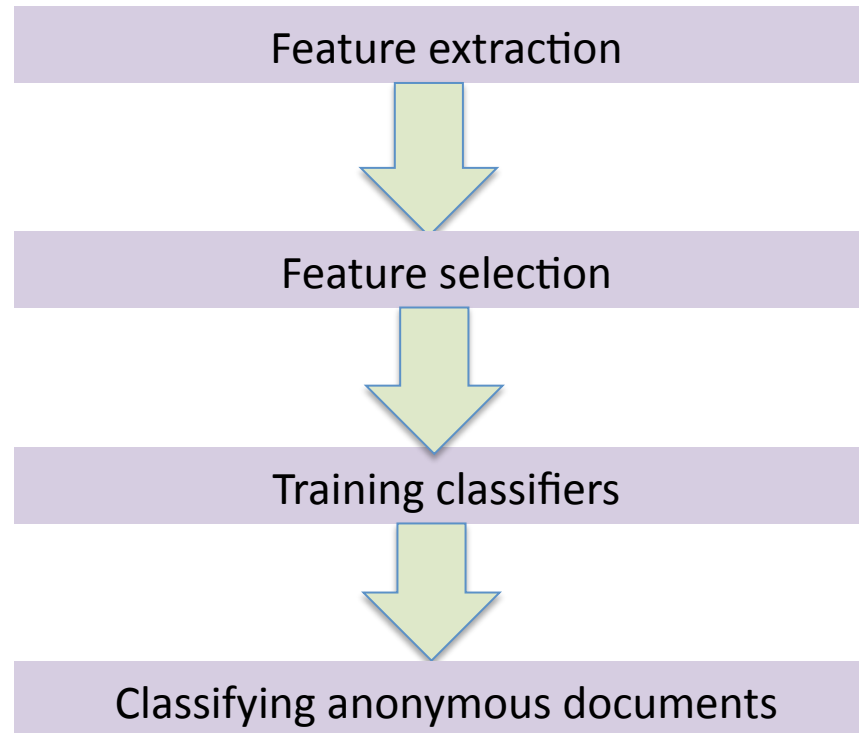 Feature extraction
Feature selection
Training classifiers
Classifying anonymous documents